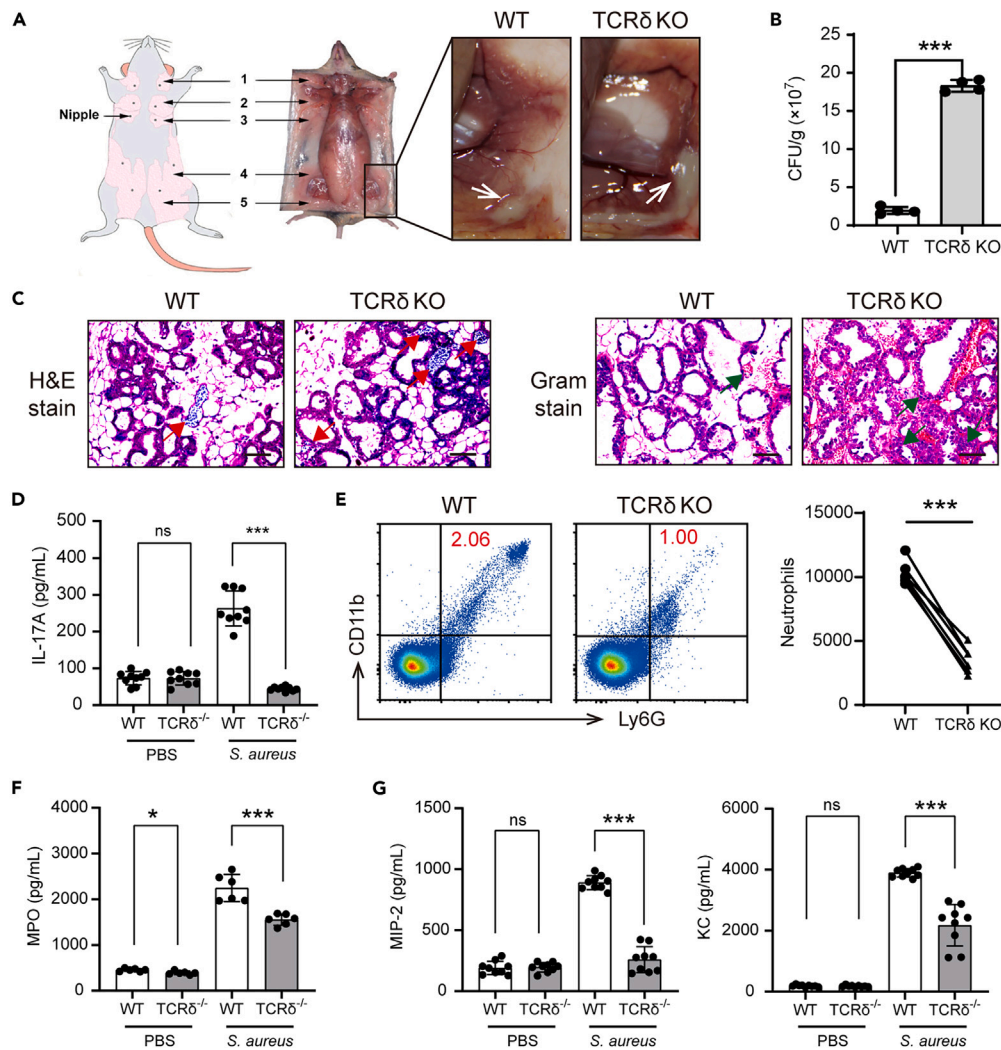 A
WT
TCRδ KO
Nipple
1
2
3
4
5
B
CFU/g (×10⁷)
25
20
15
10
5
0
***
WT
TCRδ KO
C
WT
TCRδ KO
H&E
stain
WT
TCRδ KO
Gram
stain
D
IL-17A (pg/mL)
500
400
300
200
100
0
ns
***
WT
TCRδ⁻/⁻
WT
TCRδ⁻/⁻
PBS
S. aureus
E
WT
TCRδ KO
2.06
1.00
CD11b
Ly6G
Neutrophils
15000
10000
5000
0
***
WT
TCRδ KO
F
MPO (pg/mL)
4000
3000
2000
1000
0
*
***
WT
TCRδ⁻/⁻
WT
TCRδ⁻/⁻
PBS
S. aureus
G
MIP-2 (pg/mL)
1500
1000
500
0
ns
***
WT
TCRδ⁻/⁻
WT
TCRδ⁻/⁻
PBS
S. aureus
KC (pg/mL)
6000
4000
2000
0
ns
***
WT
TCRδ⁻/⁻
WT
TCRδ⁻/⁻
PBS
S. aureus